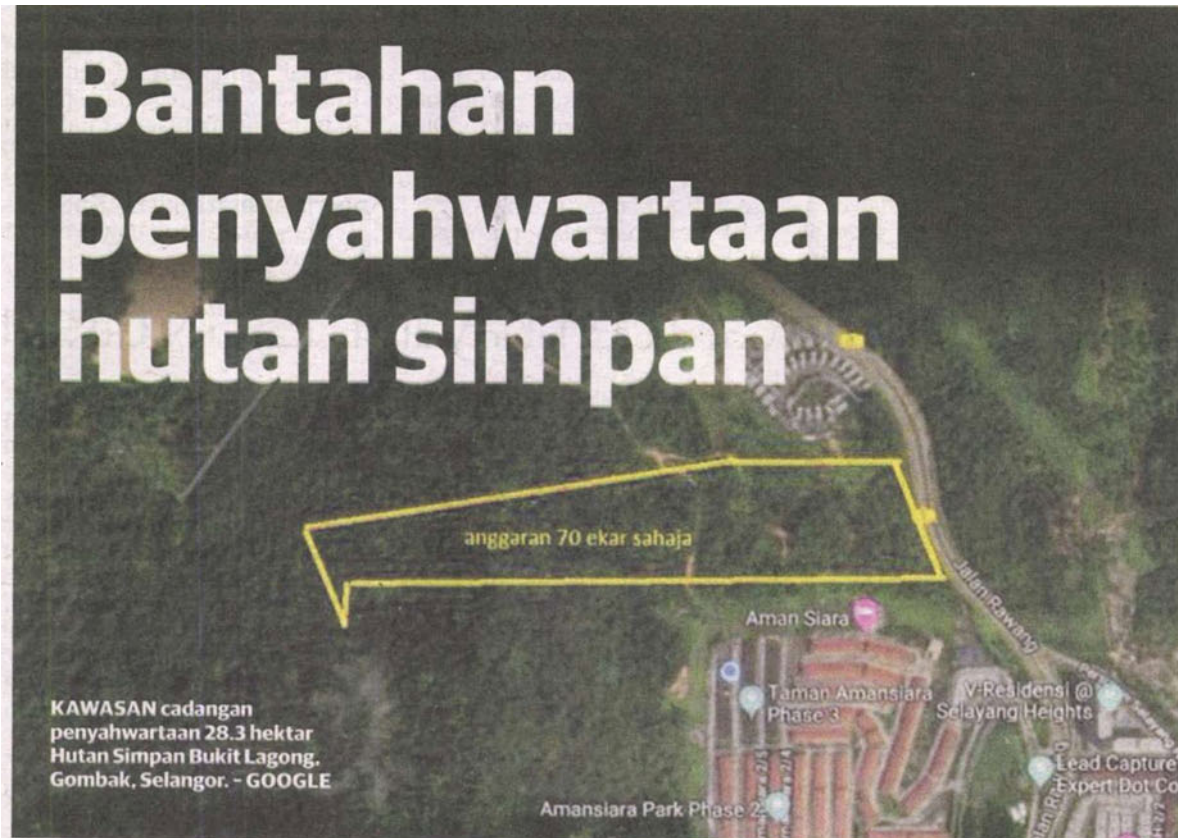 Bantahan
penyahwartaan
hutan simpan
anggaran 70 ekar sahaja
Jalan Rawang
Aman Siara
Taman Amansiara
Phase 3
V-Residensi @
Selayang Heights
Lead Capture
Expert Dot Co
Amansiara Park Phase 2
KAWASAN cadangan
penyahwartaan 28.3 hektar
Hutan Simpan Bukit Lagong,
Gombak, Selangor. – GOOGLE